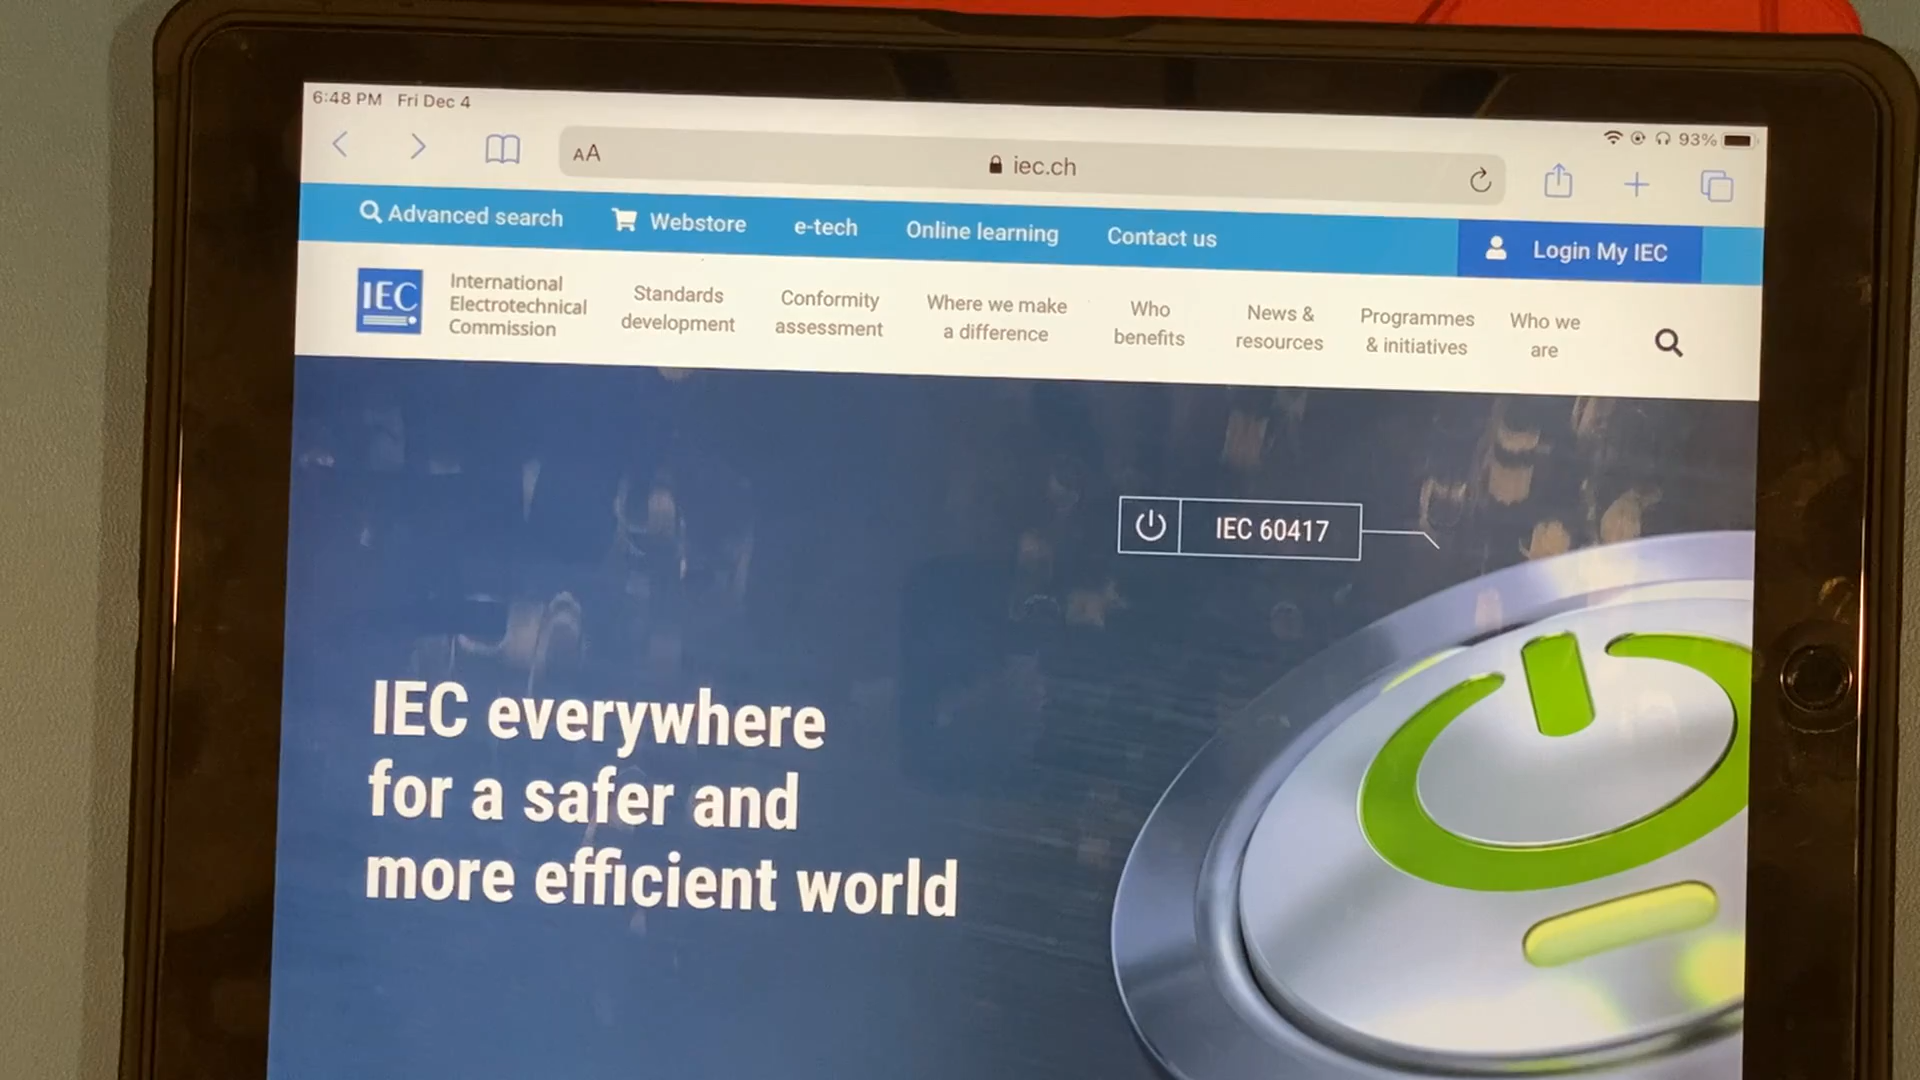 6:48 PM Fri Dec 4
93%
AA
iec.ch
Advanced search Webstore e-tech Online learning Contact us Login My IEC
IEC
International
Electrotechnical
Commission
Standards
development
Conformity
assessment
Where we make
a difference
Who
benefits
News &
resources
Programmes
& initiatives
Who we
are
IEC 60417
IEC everywhere
for a safer and
more efficient world